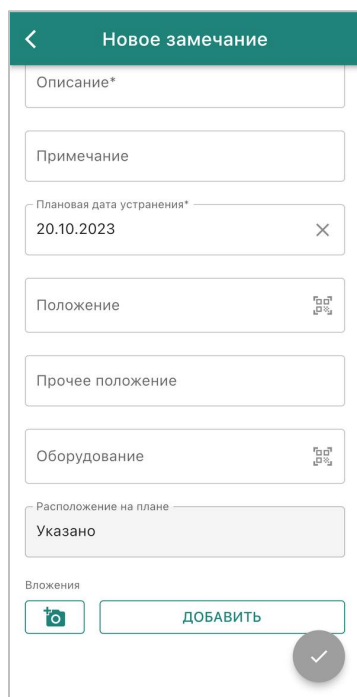 Новое замечание
Описание*
Примечание
Плановая дата устранения*
20.10.2023
Положение
Прочее положение
Оборудование
Расположение на плане
Указано
Вложения
ДОБАВИТЬ